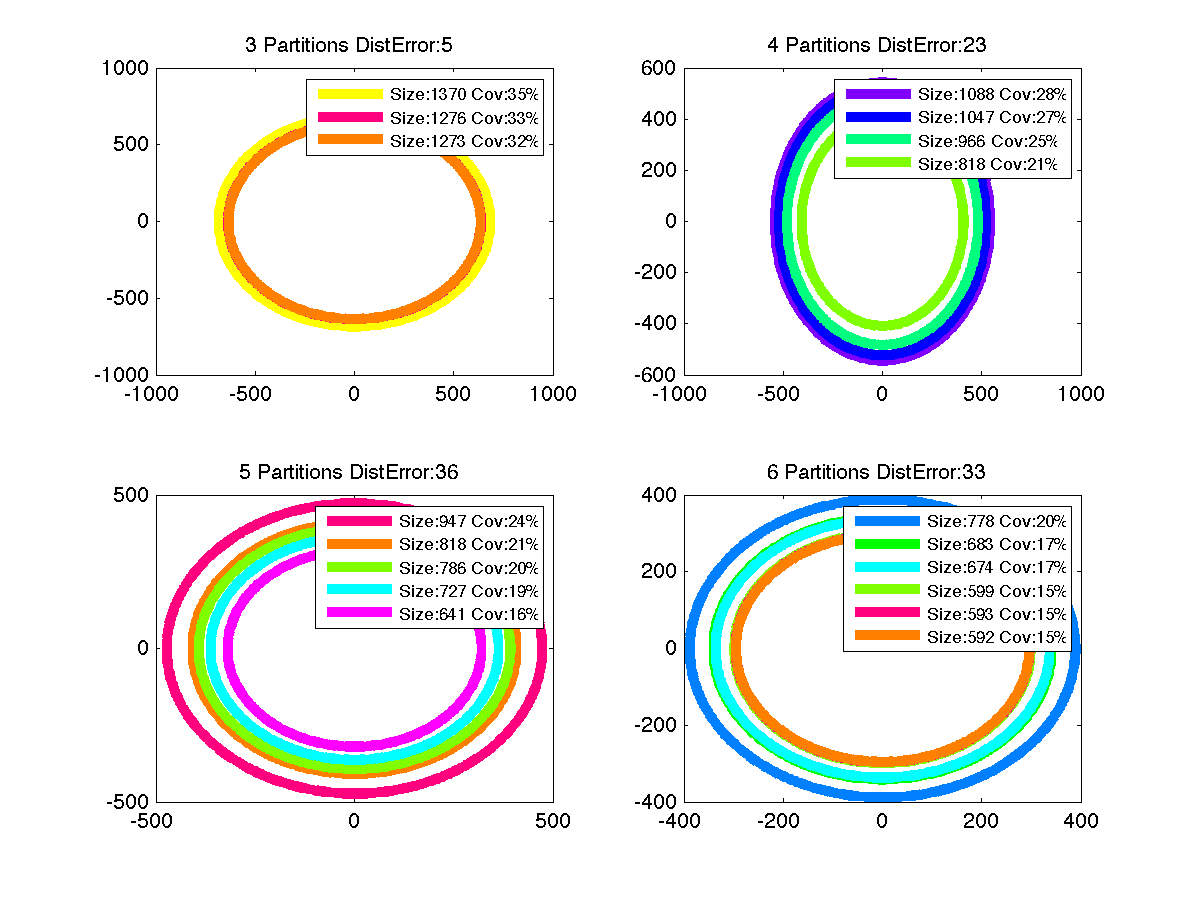 3 Partitions DistError:5
1000
500
0
-500
-1000
-1000 -500 0 500 1000
Size:1370 Cov:35%
Size:1276 Cov:33%
Size:1273 Cov:32%
4 Partitions DistError:23
600
400
200
0
-200
-400
-600
-1000 -500 0 500 1000
Size:1088 Cov:28%
Size:1047 Cov:27%
Size:966 Cov:25%
Size:818 Cov:21%
5 Partitions DistError:36
500
0
-500
-500 0 500
Size:947 Cov:24%
Size:818 Cov:21%
Size:786 Cov:20%
Size:727 Cov:19%
Size:641 Cov:16%
6 Partitions DistError:33
400
200
0
-200
-400
-400 -200 0 200 400
Size:778 Cov:20%
Size:683 Cov:17%
Size:674 Cov:17%
Size:599 Cov:15%
Size:593 Cov:15%
Size:592 Cov:15%